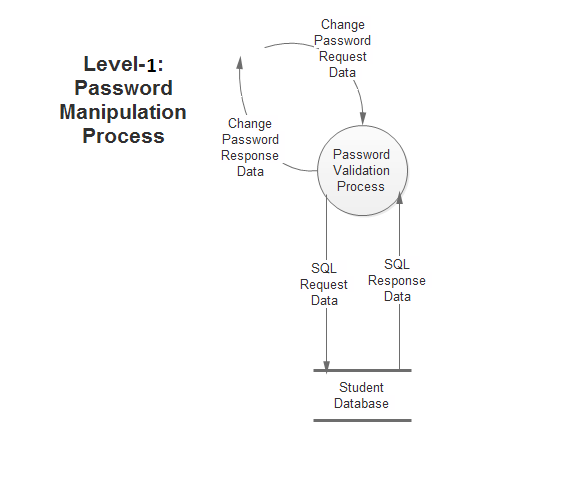 Level-1:
Password
Manipulation
Process
Change
Password
Request
Data
Change
Password
Response
Data
Password
Validation
Process
SQL
Request
Data
SQL
Response
Data
Student
Database